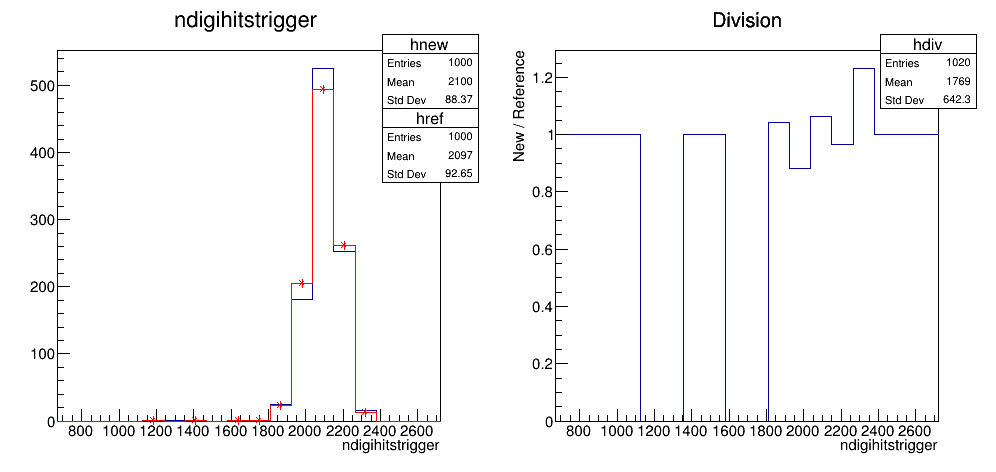 ndigihitstrigger
hnew
Entries 1000
Mean 2100
Std Dev 88.37
href
Entries 1000
Mean 2097
Std Dev 92.65
500
400
300
200
100
0
800 1000 1200 1400 1600 1800 2000 2200 2400 2600
ndigihitstrigger
Division
hdiv
Entries 1020
Mean 1769
Std Dev 642.3
New / Reference
1.2
1
0.8
0.6
0.4
0.2
0
800 1000 1200 1400 1600 1800 2000 2200 2400 2600
ndigihitstrigger